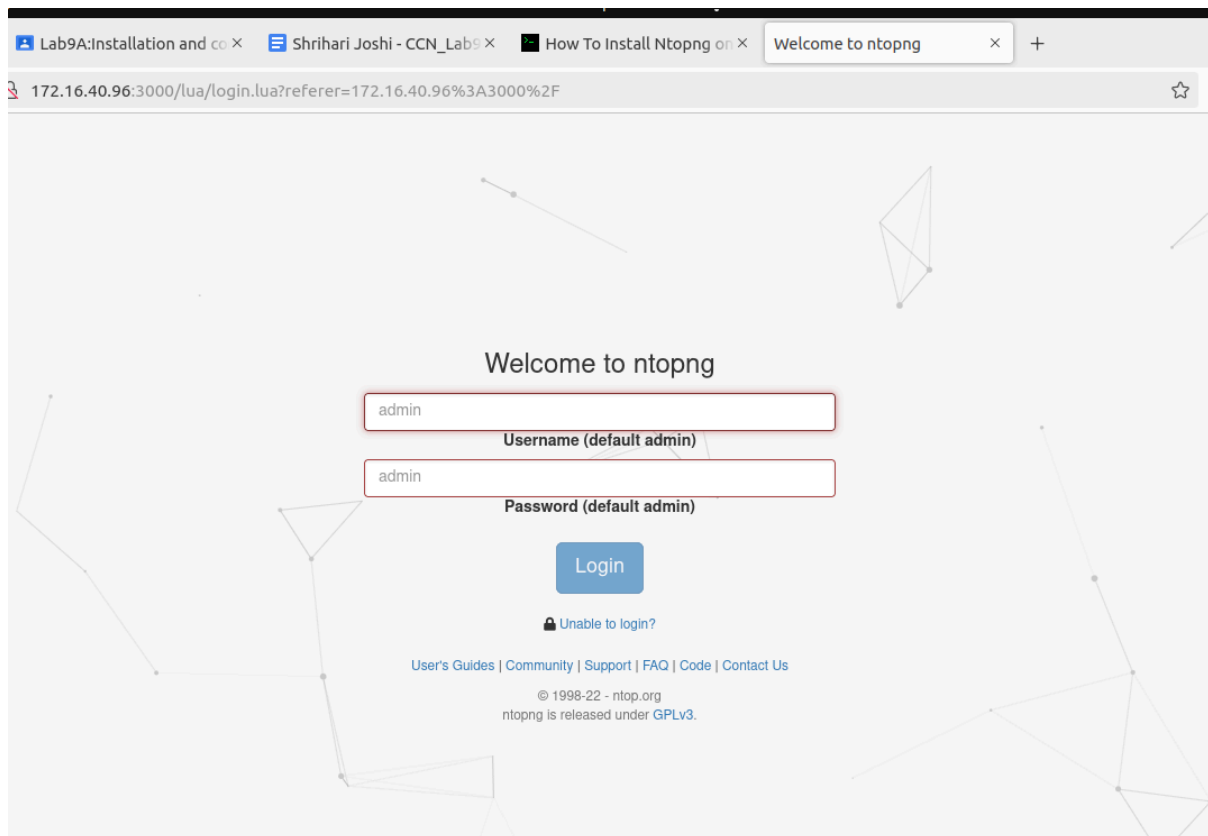 Lab9A:Installation and co
Shrihari Joshi - CCN_Lab9
How To Install Ntopng on
Welcome to ntopng
172.16.40.96:3000/lua/login.lua?referer=172.16.40.96%3A3000%2F
Welcome to ntopng
admin
Username (default admin)
admin
Password (default admin)
Login
Unable to login?
User's Guides | Community | Support | FAQ | Code | Contact Us
© 1998-22 - ntop.org
ntopng is released under GPLv3.